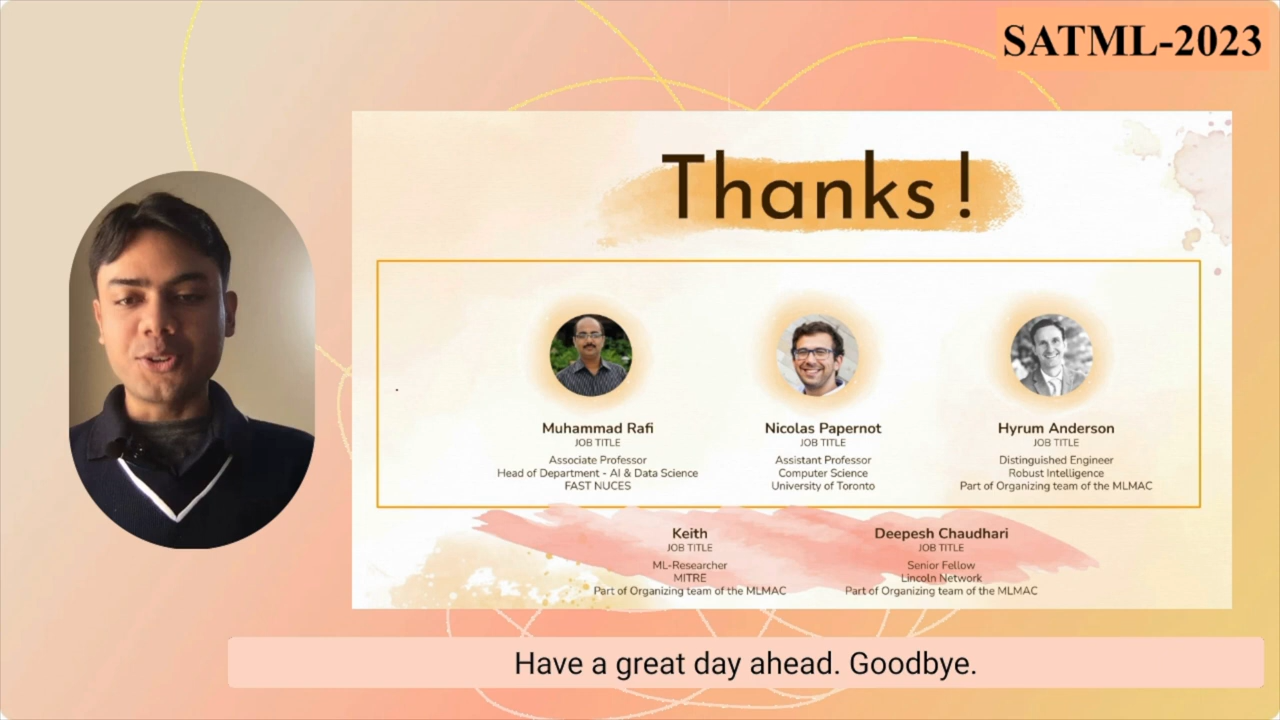 SATML-2023
Thanks!
Muhammad Rafi
JOB TITLE
Associate Professor
Head of Department - AI & Data Science
FAST NUCES
Nicolas Papernot
JOB TITLE
Assistant Professor
Computer Science
University of Toronto
Hyrum Anderson
JOB TITLE
Distinguished Engineer
Robust Intelligence
Part of Organizing team of the MLMAC
Keith
JOB TITLE
ML-Researcher
MITRE
Part of Organizing team of the MLMAC
Deepesh Chaudhari
JOB TITLE
Senior Fellow
Lincoln Network
Part of Organizing team of the MLMAC
Have a great day ahead. Goodbye.